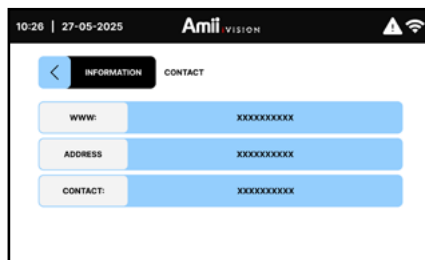 10:26 | 27-05-2025 Amii.VISION
INFORMATION CONTACT
WWW: XXXXXXXXXX
ADDRESS XXXXXXXXXX
CONTACT: XXXXXXXXXX